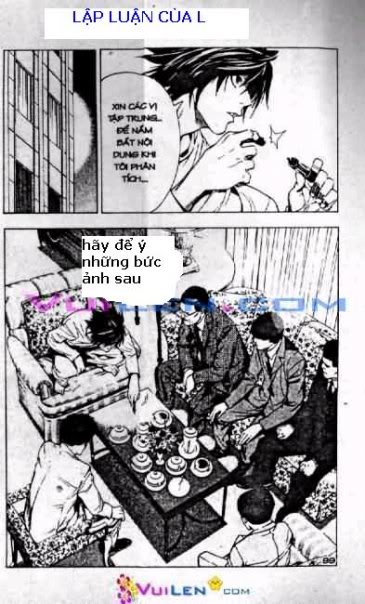 LẬP LUẬN CỦA L
XIN CÁC VỊ
TẬP TRUNG...
ĐỂ NẮM
BẮT NỘI
DUNG KHI
TÔI PHÂN
TÍCH...
hãy để ý
những bức
ảnh sau
VuiLen.com
99
VuiLen.com